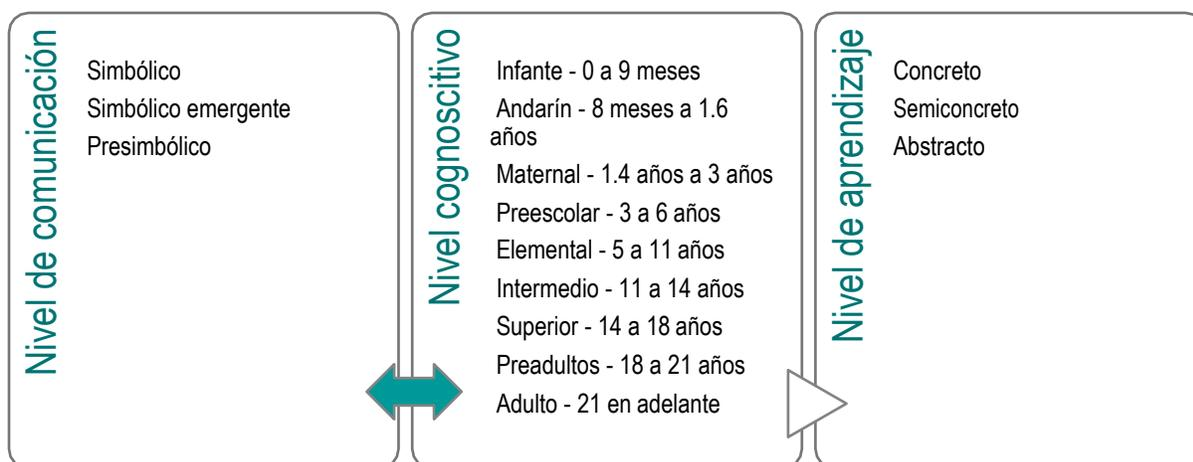 Nivel de comunicación
Simbólico
Simbólico emergente
Presimbólico
Nivel cognoscitivo
Infante - 0 a 9 meses
Andarín - 8 meses a 1.6
años
Maternal - 1.4 años a 3 años
Preescolar - 3 a 6 años
Elemental - 5 a 11 años
Intermedio - 11 a 14 años
Superior - 14 a 18 años
Preadultos - 18 a 21 años
Adulto - 21 en adelante
Nivel de aprendizaje
Concreto
Semiconcreto
Abstracto